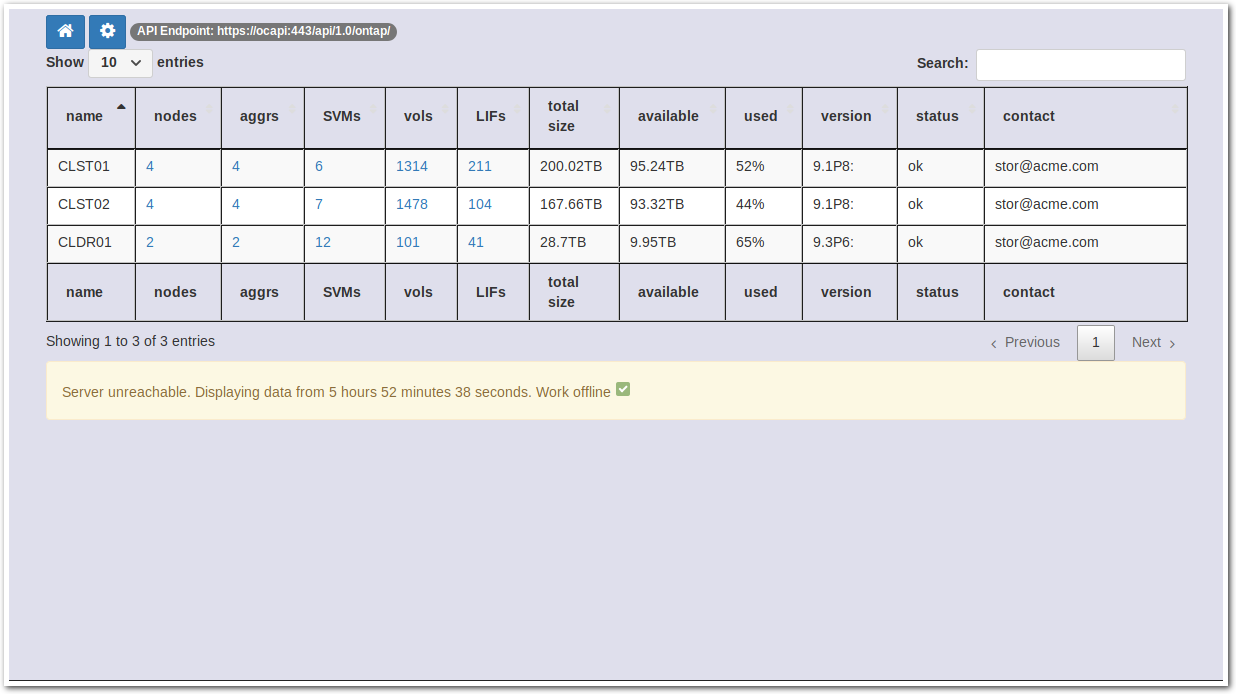 API Endpoint: https://ocapi:443/api/1.0/ontap/
Show 10 entries Search:
name nodes aggrs SVMs vols LIFs total size available used version status contact
CLST01 4 4 6 1314 211 200.02TB 95.24TB 52% 9.1P8: ok stor@acme.com
CLST02 4 4 7 1478 104 167.66TB 93.32TB 44% 9.1P8: ok stor@acme.com
CLDR01 2 2 12 101 41 28.7TB 9.95TB 65% 9.3P6: ok stor@acme.com
name nodes aggrs SVMs vols LIFs total size available used version status contact
Showing 1 to 3 of 3 entries ‹ Previous 1 Next ›
Server unreachable. Displaying data from 5 hours 52 minutes 38 seconds. Work offline